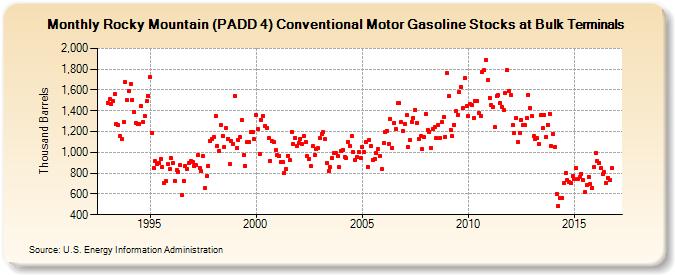 Monthly Rocky Mountain (PADD 4) Conventional Motor Gasoline Stocks at Bulk Terminals
Thousand Barrels
2,000
1,800
1,600
1,400
1,200
1,000
800
600
400
1995 2000 2005 2010 2015
Source: U.S. Energy Information Administration